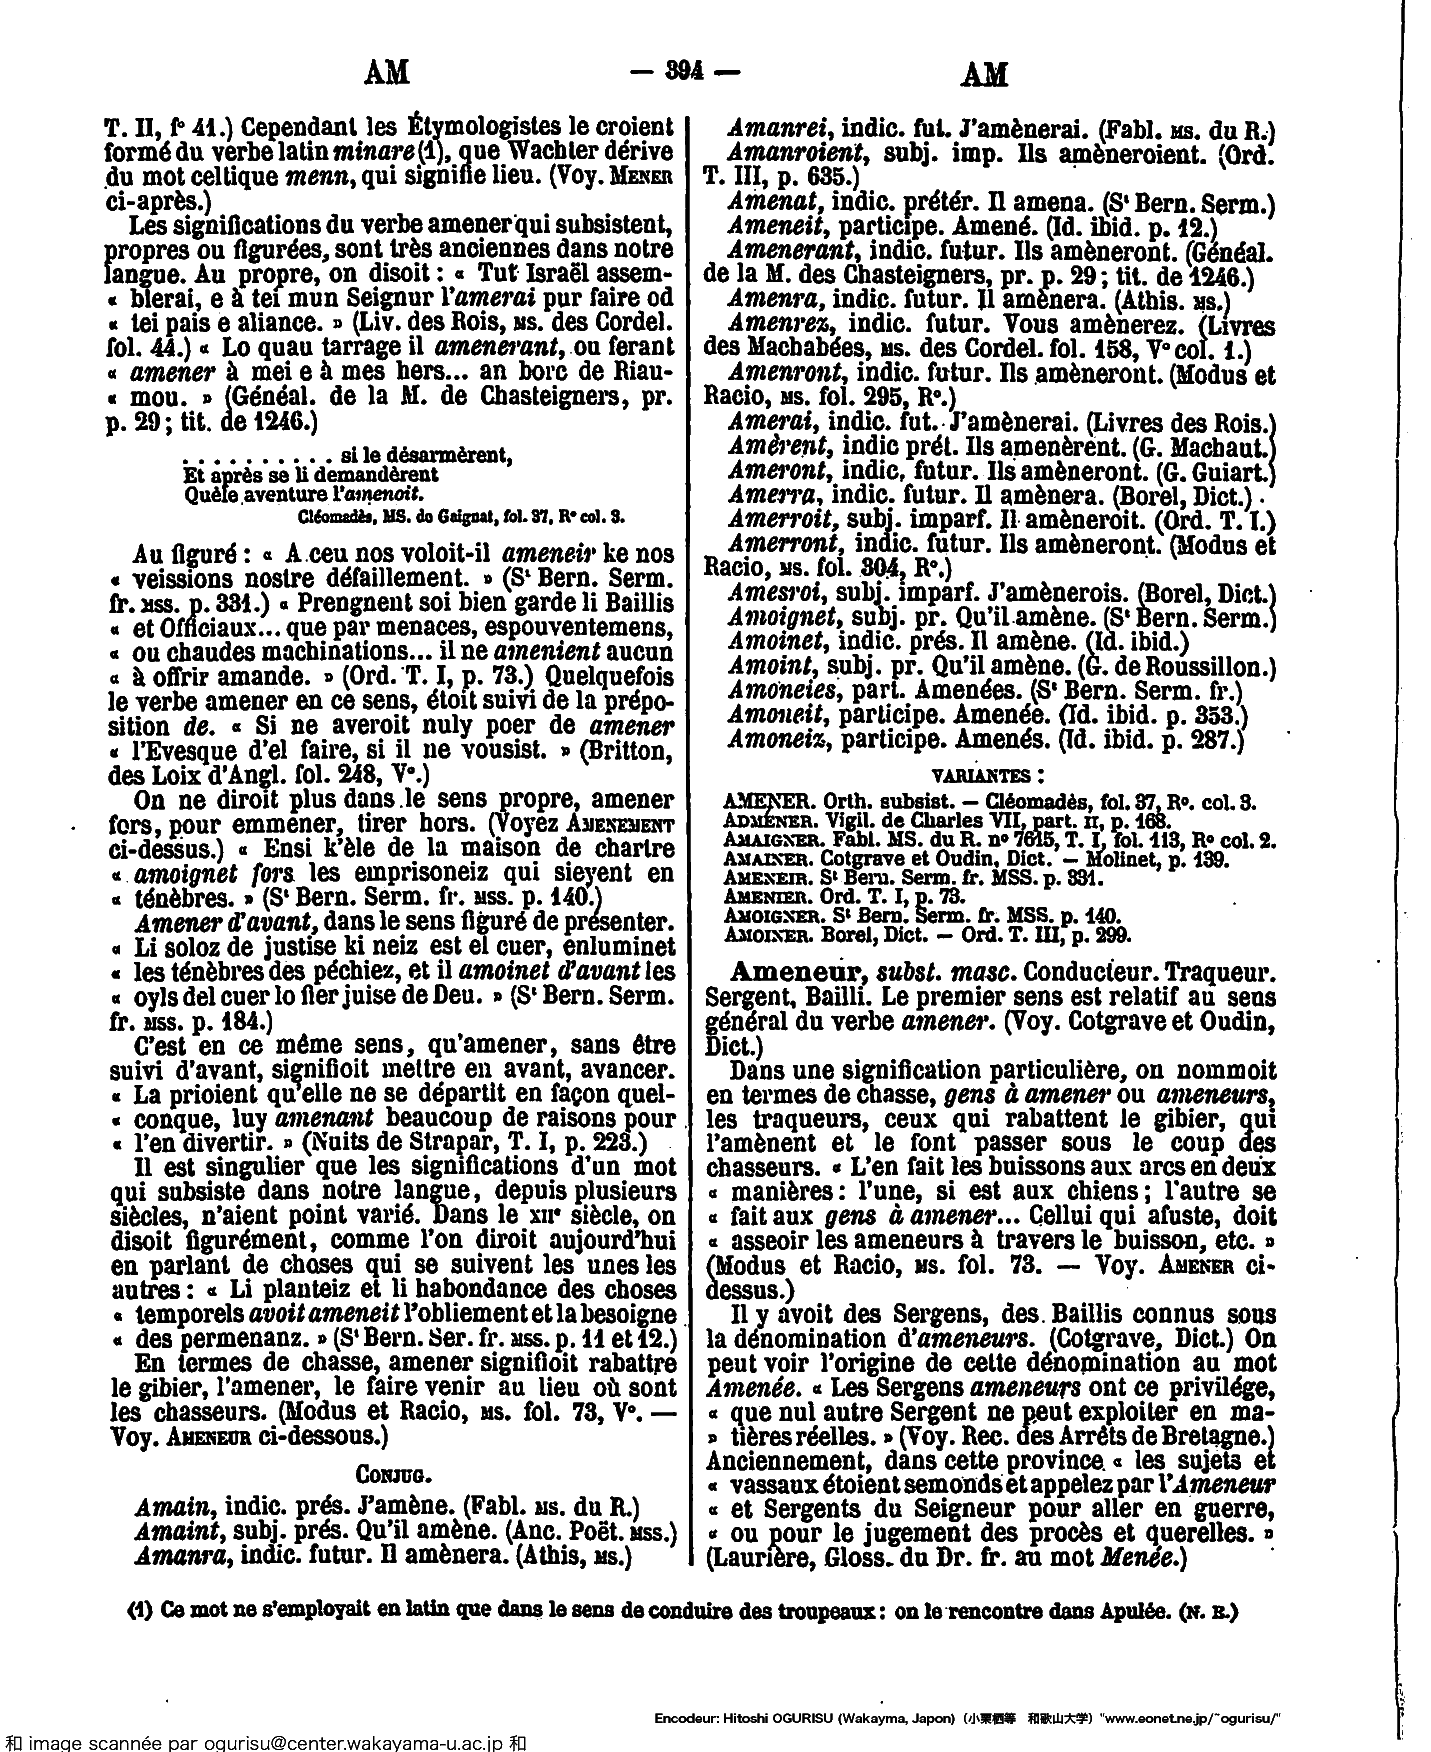 AM
— 394 —
AM
T. II, f° 41.) Cependant les Étymologistes le croient
formé du verbe latin minare (1), que Wachter dérive
du mot celtique menn, qui signifie lieu. (Voy. MENER
ci-après.)
Les significations du verbe amener qui subsistent,
propres ou figurées, sont très anciennes dans notre
langue. Au propre, on disoit : « Tut Israël assem-
« blerai, e à tei mun Seignur l'amerai pur faire od
« tei pais e aliance. » (Liv. des Rois, MS. des Cordel.
fol. 44.) « Lo quau tarrage il amenerant, ou ferant
« amener à mei e à mes hers... an borc de Riau-
« mou. » (Généal. de la M. de Chasteigners, pr.
p. 29 ; tit. de 1246.)
. . . . . . . . . . si le désarmèrent,
Et après se li demandèrent
Quèle aventure l'amenoit.
Cléomadès, MS. de Gaignat, fol. 37, R° col. 3.
Au figuré : « A ceu nos voloit-il ameneir ke nos
« veissions nostre défaillement. » (St Bern. Serm.
fr. MSS. p. 331.) « Prengnent soi bien garde li Baillis
« et Officiaux... que par menaces, espouventemens,
« ou chaudes machinations... il ne amenient aucun
« à offrir amande. » (Ord. T. I, p. 73.) Quelquefois
le verbe amener en ce sens, étoit suivi de la prépo-
sition de. « Si ne averoit nuly poer de amener
« l'Evesque d'el faire, si il ne vousist. » (Britton,
des Loix d'Angl. fol. 248, V°.)
On ne diroit plus dans le sens propre, amener
fors, pour emmener, tirer hors. (Voyez AMENEMENT
ci-dessus.) « Ensi k'èle de la maison de chartre
« amoignet fors les emprisoneiz qui sieyent en
« ténèbres. » (St Bern. Serm. fr. MSS. p. 140.)
Amener d'avant, dans le sens figuré de présenter.
« Li soloz de justise ki neiz est el cuer, enluminet
« les ténèbres des péchiez, et il amoinet d'avant les
« oyls del cuer lo fier juise de Deu. » (St Bern. Serm.
fr. MSS. p. 184.)
C'est en ce même sens, qu'amener, sans être
suivi d'avant, signifioit mettre en avant, avancer.
« La prioient qu'elle ne se départit en façon quel-
« conque, luy amenant beaucoup de raisons pour
« l'en divertir. » (Nuits de Strapar, T. I, p. 223.)
Il est singulier que les significations d'un mot
qui subsiste dans notre langue, depuis plusieurs
siècles, n'aient point varié. Dans le XIIe siècle, on
disoit figurément, comme l'on diroit aujourd'hui
en parlant de choses qui se suivent les unes les
autres : « Li planteiz et li habondance des choses
« temporels avoit ameneit l'obliement et la besoigne
« des permenanz. » (St Bern. Ser. fr. MSS. p. 11 et 12.)
En termes de chasse, amener signifioit rabattre
le gibier, l'amener, le faire venir au lieu où sont
les chasseurs. (Modus et Racio, MS. fol. 73, V°. —
Voy. AMENEUR ci-dessous.)
CONJUG.
Amain, indic. prés. J'amène. (Fabl. MS. du R.)
Amaint, subj. prés. Qu'il amène. (Anc. Poët. MSS.)
Amanra, indic. futur. Il amènera. (Athis, MS.)
Amanrei, indic. fut. J'amènerai. (Fabl. MS. du R.)
Amanroient, subj. imp. Ils amèneroient. (Ord.
T. III, p. 635.)
Amenat, indic. prétér. Il amena. (St Bern. Serm.)
Ameneit, participe. Amené. (Id. ibid. p. 12.)
Amenerant, indic. futur. Ils amèneront. (Généal.
de la M. des Chasteigners, pr. p. 29 ; tit. de 1246.)
Amenra, indic. futur. Il amènera. (Athis. MS.)
Amenrez, indic. futur. Vous amènerez. (Livres
des Machabées, MS. des Cordel. fol. 158, V° col. 1.)
Amenront, indic. futur. Ils amèneront. (Modus et
Racio, MS. fol. 295, R°.)
Amerai, indic. fut. J'amènerai. (Livres des Rois.)
Amèrent, indic prét. Ils amenèrent. (G. Machaut.)
Ameront, indic. futur. Ils amèneront. (G. Guiart.)
Amerra, indic. futur. Il amènera. (Borel, Dict.)
Amerroit, subj. imparf. Il amèneroit. (Ord. T. I.)
Amerront, indic. futur. Ils amèneront. (Modus et
Racio, MS. fol. 304, R°.)
Amesroi, subj. imparf. J'amènerois. (Borel, Dict.)
Amoignet, subj. pr. Qu'il amène. (St Bern. Serm.)
Amoinet, indic. prés. Il amène. (Id. ibid.)
Amoint, subj. pr. Qu'il amène. (G. de Roussillon.)
Amoneies, part. Amenées. (St Bern. Serm. fr.)
Amoneit, participe. Amenée. (Id. ibid. p. 353.)
Amoneiz, participe. Amenés. (Id. ibid. p. 287.)
VARIANTES :
AMENER. Orth. subsist. — Cléomadès, fol. 37, R°. col. 3.
ADMENER. Vigil. de Charles VII, part. II, p. 168.
AMAIGNER. Fabl. MS. du R. n° 7615, T. I, fol. 113, R° col. 2.
AMAINER. Cotgrave et Oudin, Dict. — Molinet, p. 139.
AMENEIR. St Bern. Serm. fr. MSS. p. 331.
AMENIER. Ord. T. I, p. 73.
AMOIGNER. St Bern. Serm. fr. MSS. p. 140.
AMOINER. Borel, Dict. — Ord. T. III, p. 299.
Ameneur, subst. masc. Conducteur. Traqueur.
Sergent, Bailli. Le premier sens est relatif au sens
général du verbe amener. (Voy. Cotgrave et Oudin,
Dict.)
Dans une signification particulière, on nommoit
en termes de chasse, gens à amener ou ameneurs,
les traqueurs, ceux qui rabattent le gibier, qui
l'amènent et le font passer sous le coup des
chasseurs. « L'en fait les buissons aux arcs en deux
« manières : l'une, si est aux chiens ; l'autre se
« fait aux gens à amener... Cellui qui afuste, doit
« asseoir les ameneurs à travers le buisson, etc. »
(Modus et Racio, MS. fol. 73. — Voy. AMENER ci-
dessus.)
Il y avoit des Sergens, des Baillis connus sous
la dénomination d'ameneurs. (Cotgrave, Dict.) On
peut voir l'origine de cette dénomination au mot
Amenée. « Les Sergens ameneurs ont ce privilége,
« que nul autre Sergent ne peut exploiter en ma-
» tières réelles. » (Voy. Rec. des Arrêts de Bretagne.)
Anciennement, dans cette province « les sujets et
« vassaux étoient semonds et appelez par l'Ameneur
« et Sergents du Seigneur pour aller en guerre,
« ou pour le jugement des procès et querelles. »
(Laurière, Gloss. du Dr. fr. au mot Menée.)
(1) Ce mot ne s'employait en latin que dans le sens de conduire des troupeaux : on le rencontre dans Apulée. (N. E.)
Encodeur: Hitoshi OGURISU (Wakayma, Japon) (小栗栖等 和歌山大学) "www.eonet.ne.jp/~ogurisu/"
和 image scannée par ogurisu@center.wakayama-u.ac.jp 和